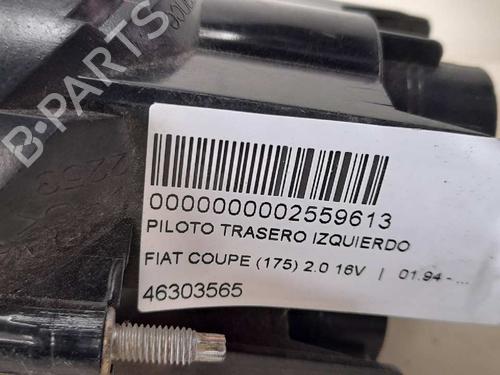 B-PARTS
0000000002559613
PILOTO TRASERO IZQUIERDO
FIAT COUPE (175) 2.0 16V | 01.94 - ...
46303565